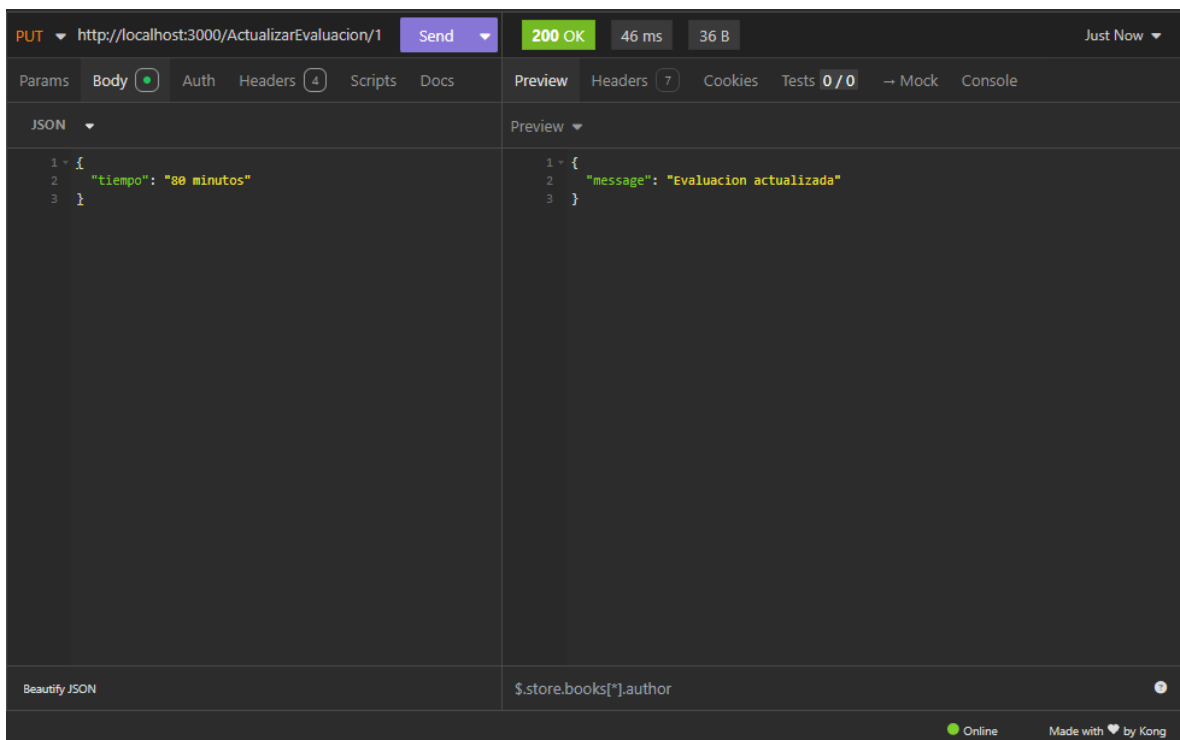 PUT http://localhost:3000/ActualizarEvaluacion/1 Send 200 OK 46 ms 36 B Just Now
Params Body Auth Headers 4 Scripts Docs Preview Headers 7 Cookies Tests 0 / 0 → Mock Console
JSON Preview
1 {
2 "tiempo": "80 minutos"
3 }
1 {
2 "message": "Evaluacion actualizada"
3 }
Beautify JSON $.store.books[*].author ?
Online Made with ♥ by Kong